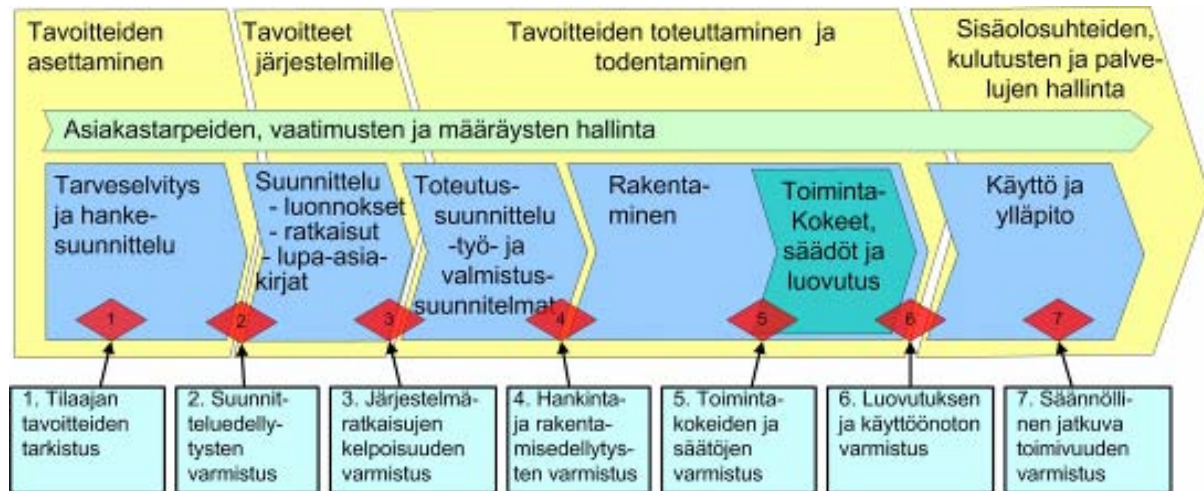 Tavoitteiden
asettaminen
Tavoitteet
järjestelmille
Tavoitteiden toteuttaminen ja
todentaminen
Sisäolosuhteiden,
kulutusten ja palve-
lujen hallinta
Asiakastarpeiden, vaatimusten ja määräysten hallinta
Tarveselvitys
ja hanke-
suunnittelu
Suunnittelu
- luonnokset
- ratkaisut
- lupa-asia-
kirjat
Toteutus-
suunnittelu
-työ- ja
valmistus-
suunnitelmat
Rakenta-
minen
Toiminta-
Kokeet,
säädöt ja
luovutus
Käyttö ja
ylläpito
1
2
3
4
5
6
7
1. Tilaajan
tavoitteiden
tarkistus
2. Suunnit-
teluedelly-
tysten
varmistus
3. Järjestelmä-
ratkaisujen
kelpoisuuden
varmistus
4. Hankinta-
ja rakenta-
misedellytys-
ten varmistus
5. Toiminta-
kokeiden ja
säätöjen
varmistus
6. Luovutuksen
ja käyttöönoton
varmistus
7. Säännölli-
nen jatkuva
toimivuuden
varmistus